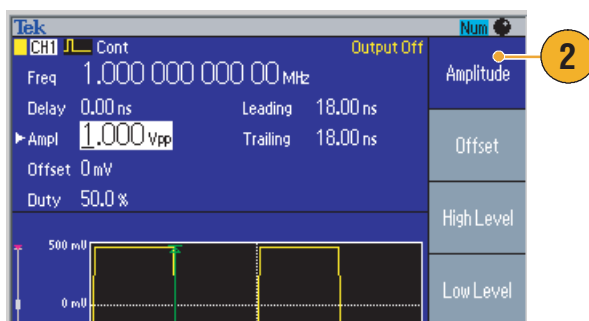 Tek Num
CH1 Cont Output Off
2
Freq 1.000 000 000 00 MHz
Amplitude
Delay 0.00 ns Leading 18.00 ns
Ampl 1.000 Vpp Trailing 18.00 ns
Offset
Offset 0 mV
Duty 50.0 %
High Level
500 mV
Low Level
0 mV